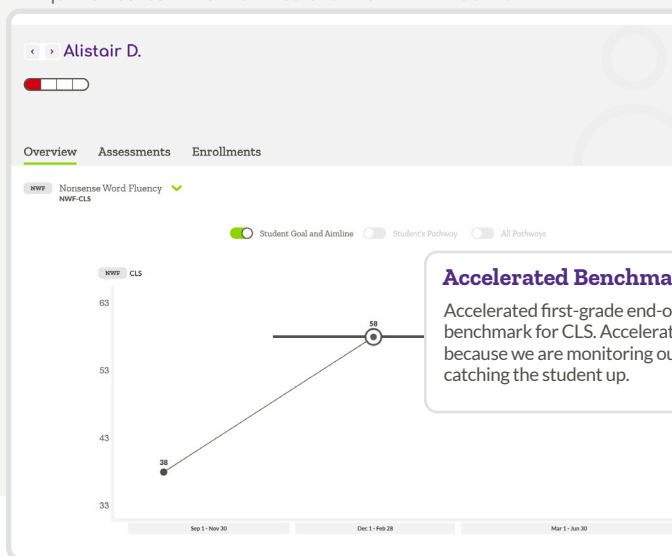 Alistair D.
Overview Assessments Enrollments
NWF Nonsense Word Fluency
NWF-CLS
Student Goal and Aimline Student's Pathway All Pathways
NWF CLS
63
53
43
33
58
38
Accelerated Benchma
Accelerated first-grade end-o
benchmark for CLS. Accelerat
because we are monitoring ou
catching the student up.
Sep 1 - Nov 30 Dec 1 - Feb 28 Mar 1 - Jun 30